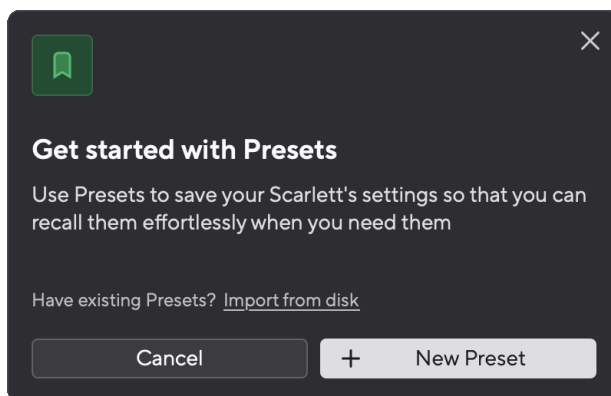 Get started with Presets
Use Presets to save your Scarlett's settings so that you can
recall them effortlessly when you need them
Have existing Presets? Import from disk
Cancel
+ New Preset